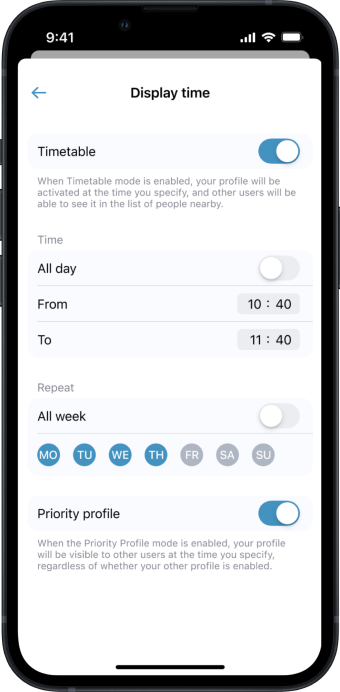 9:41
Display time
Timetable
When Timetable mode is enabled, your profile will be
activated at the time you specify, and other users will be
able to see it in the list of people nearby.
Time
All day
From 10 : 40
To 11 : 40
Repeat
All week
MO TU WE TH FR SA SU
Priority profile
When the Priority Profile mode is enabled, your profile
will be visible to other users at the time you specify,
regardless of whether your other profile is enabled.